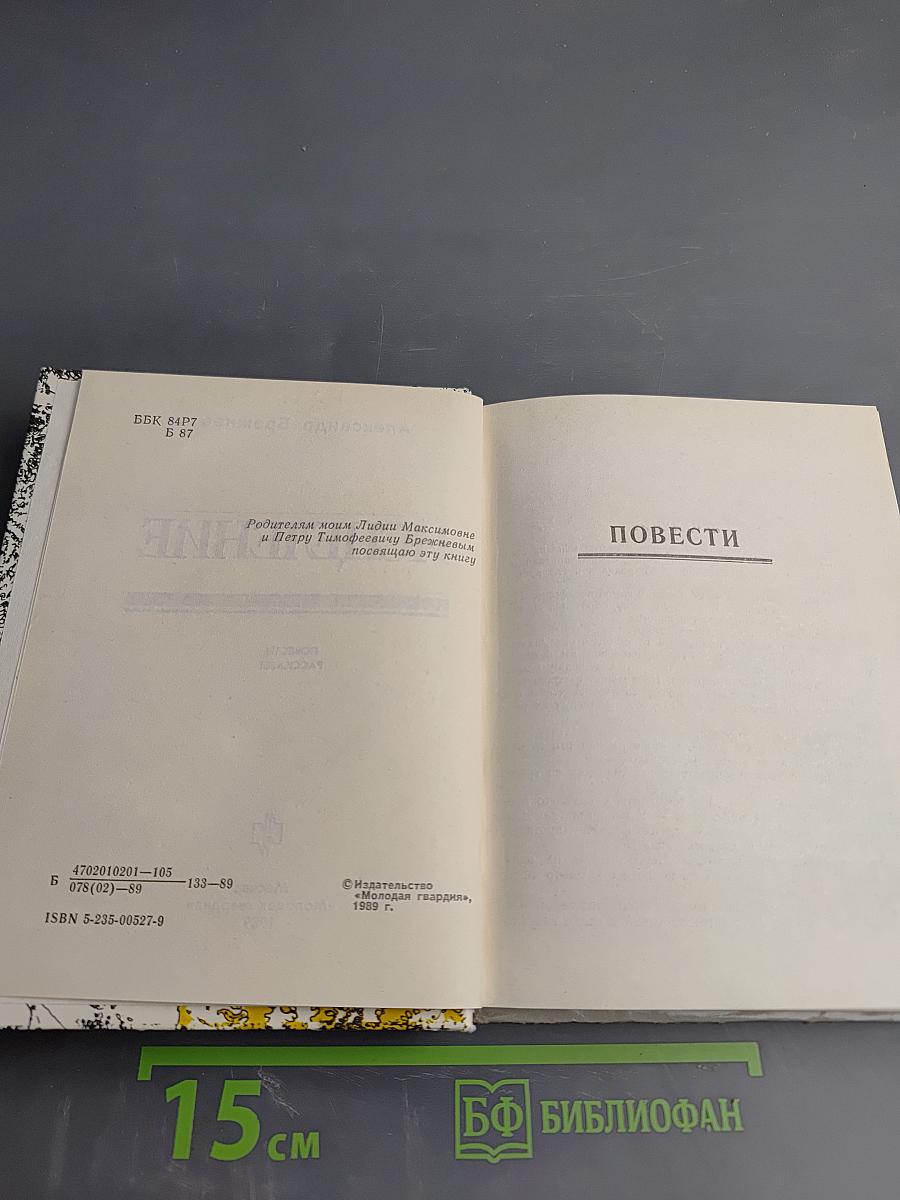 ББК 84Р7
Б 87
Родителям моим Лидии Максимовне
и Петру Тимофеевичу Брежневым
посвящаю эту книгу
Б 4702010201—105
078(02)—89 —133—89
ISBN 5-235-00527-9
© Издательство
«Молодая гвардия»,
1989 г.
ПОВЕСТИ
15 см
БФ БИБЛИОФАН